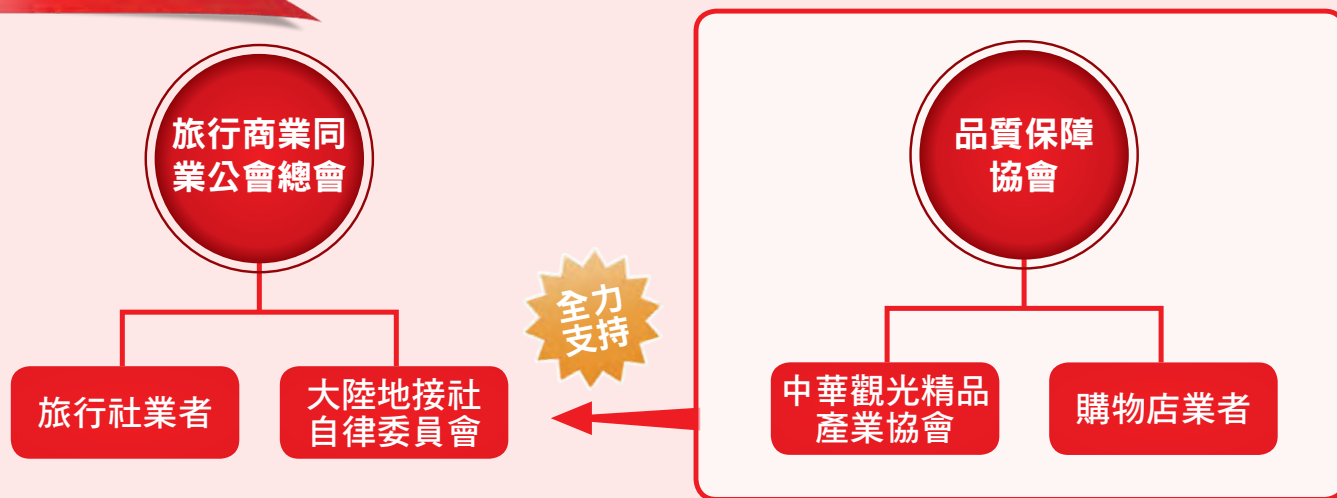 旅行商業同
業公會總會
品質保障
協會
全力
支持
旅行社業者
大陸地接社
自律委員會
中華觀光精品
產業協會
購物店業者